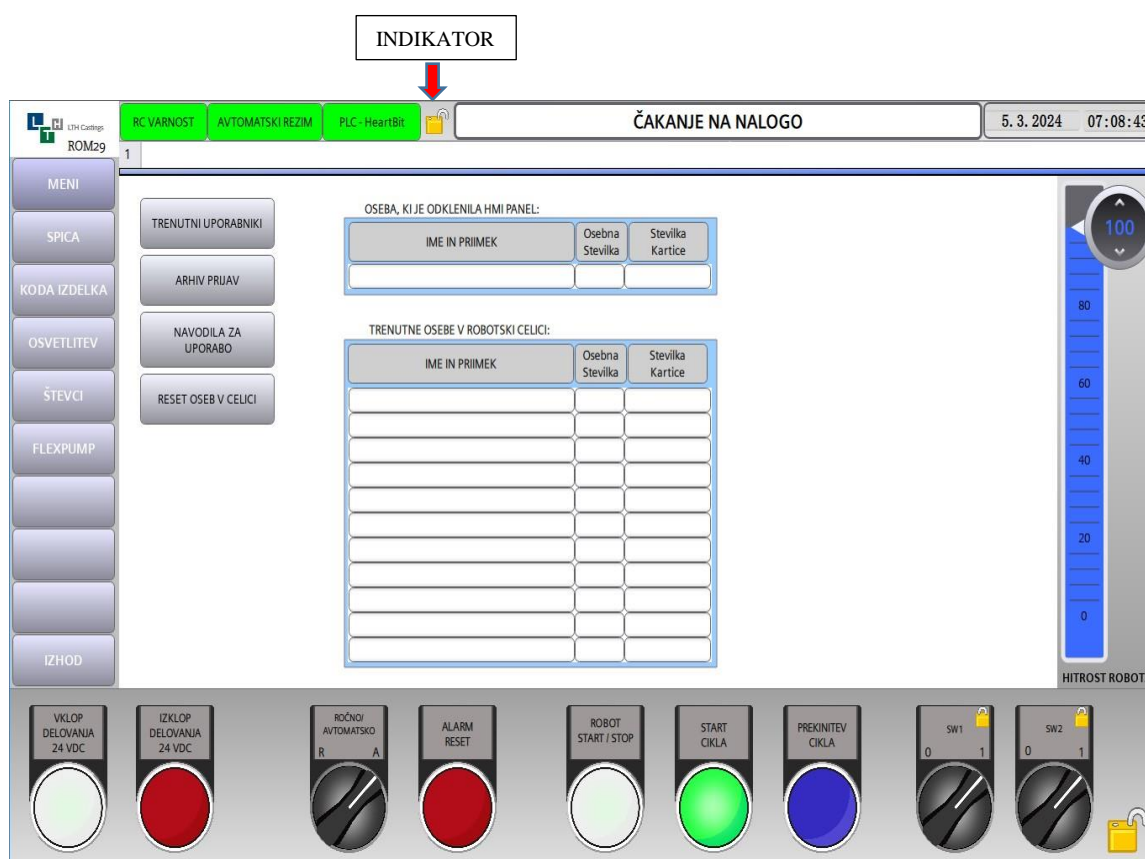 INDIKATOR
LTH Castings
ROM29
RC VARNOST
AVTOMATSKI REZIM
PLC - HeartBit
ČAKANJE NA NALOGO
5. 3. 2024
07:08:43
1
MENI
SPICA
KODA IZDELKA
OSVETLITEV
ŠTEVCI
FLEXPUMP
IZHOD
TRENUTNI UPORABNIKI
ARHIV PRIJAV
NAVODILA ZA
UPORABO
RESET OSEB V CELICI
OSEBA, KI JE ODKLENILA HMI PANEL:
IME IN PRIIMEK
Osebna
Stevilka
Stevilka
Kartice
TRENUTNE OSEBE V ROBOTSKI CELICI:
IME IN PRIIMEK
Osebna
Stevilka
Stevilka
Kartice
100
80
60
40
20
0
HITROST ROBOT
VKLOP
DELOVANJA
24 VDC
IZKLOP
DELOVANJA
24 VDC
ROČNO/
AVTOMATSKO
R A
ALARM
RESET
ROBOT
START / STOP
START
CIKLA
PREKINITEV
CIKLA
SW1
0 1
SW2
0 1